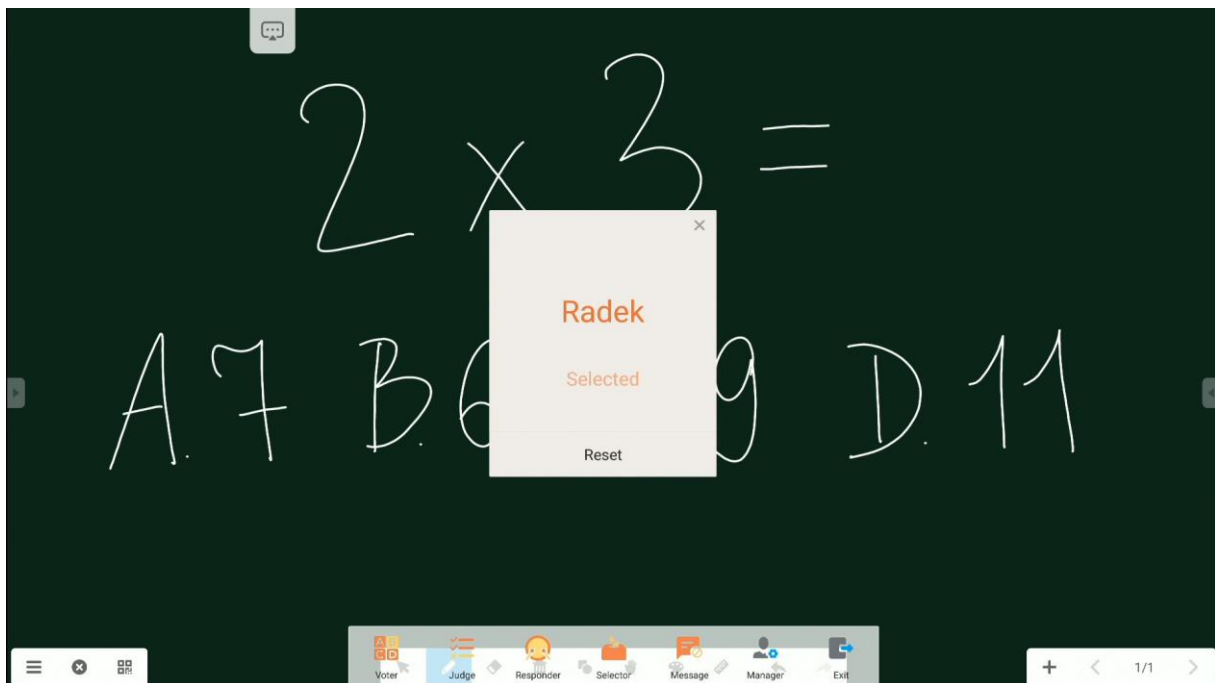 2 x 3 =
Radek
Selected
A. 7 B. 6 9 D. 11
Reset
Voter Judge Responder Selector Message Manager Exit
1/1